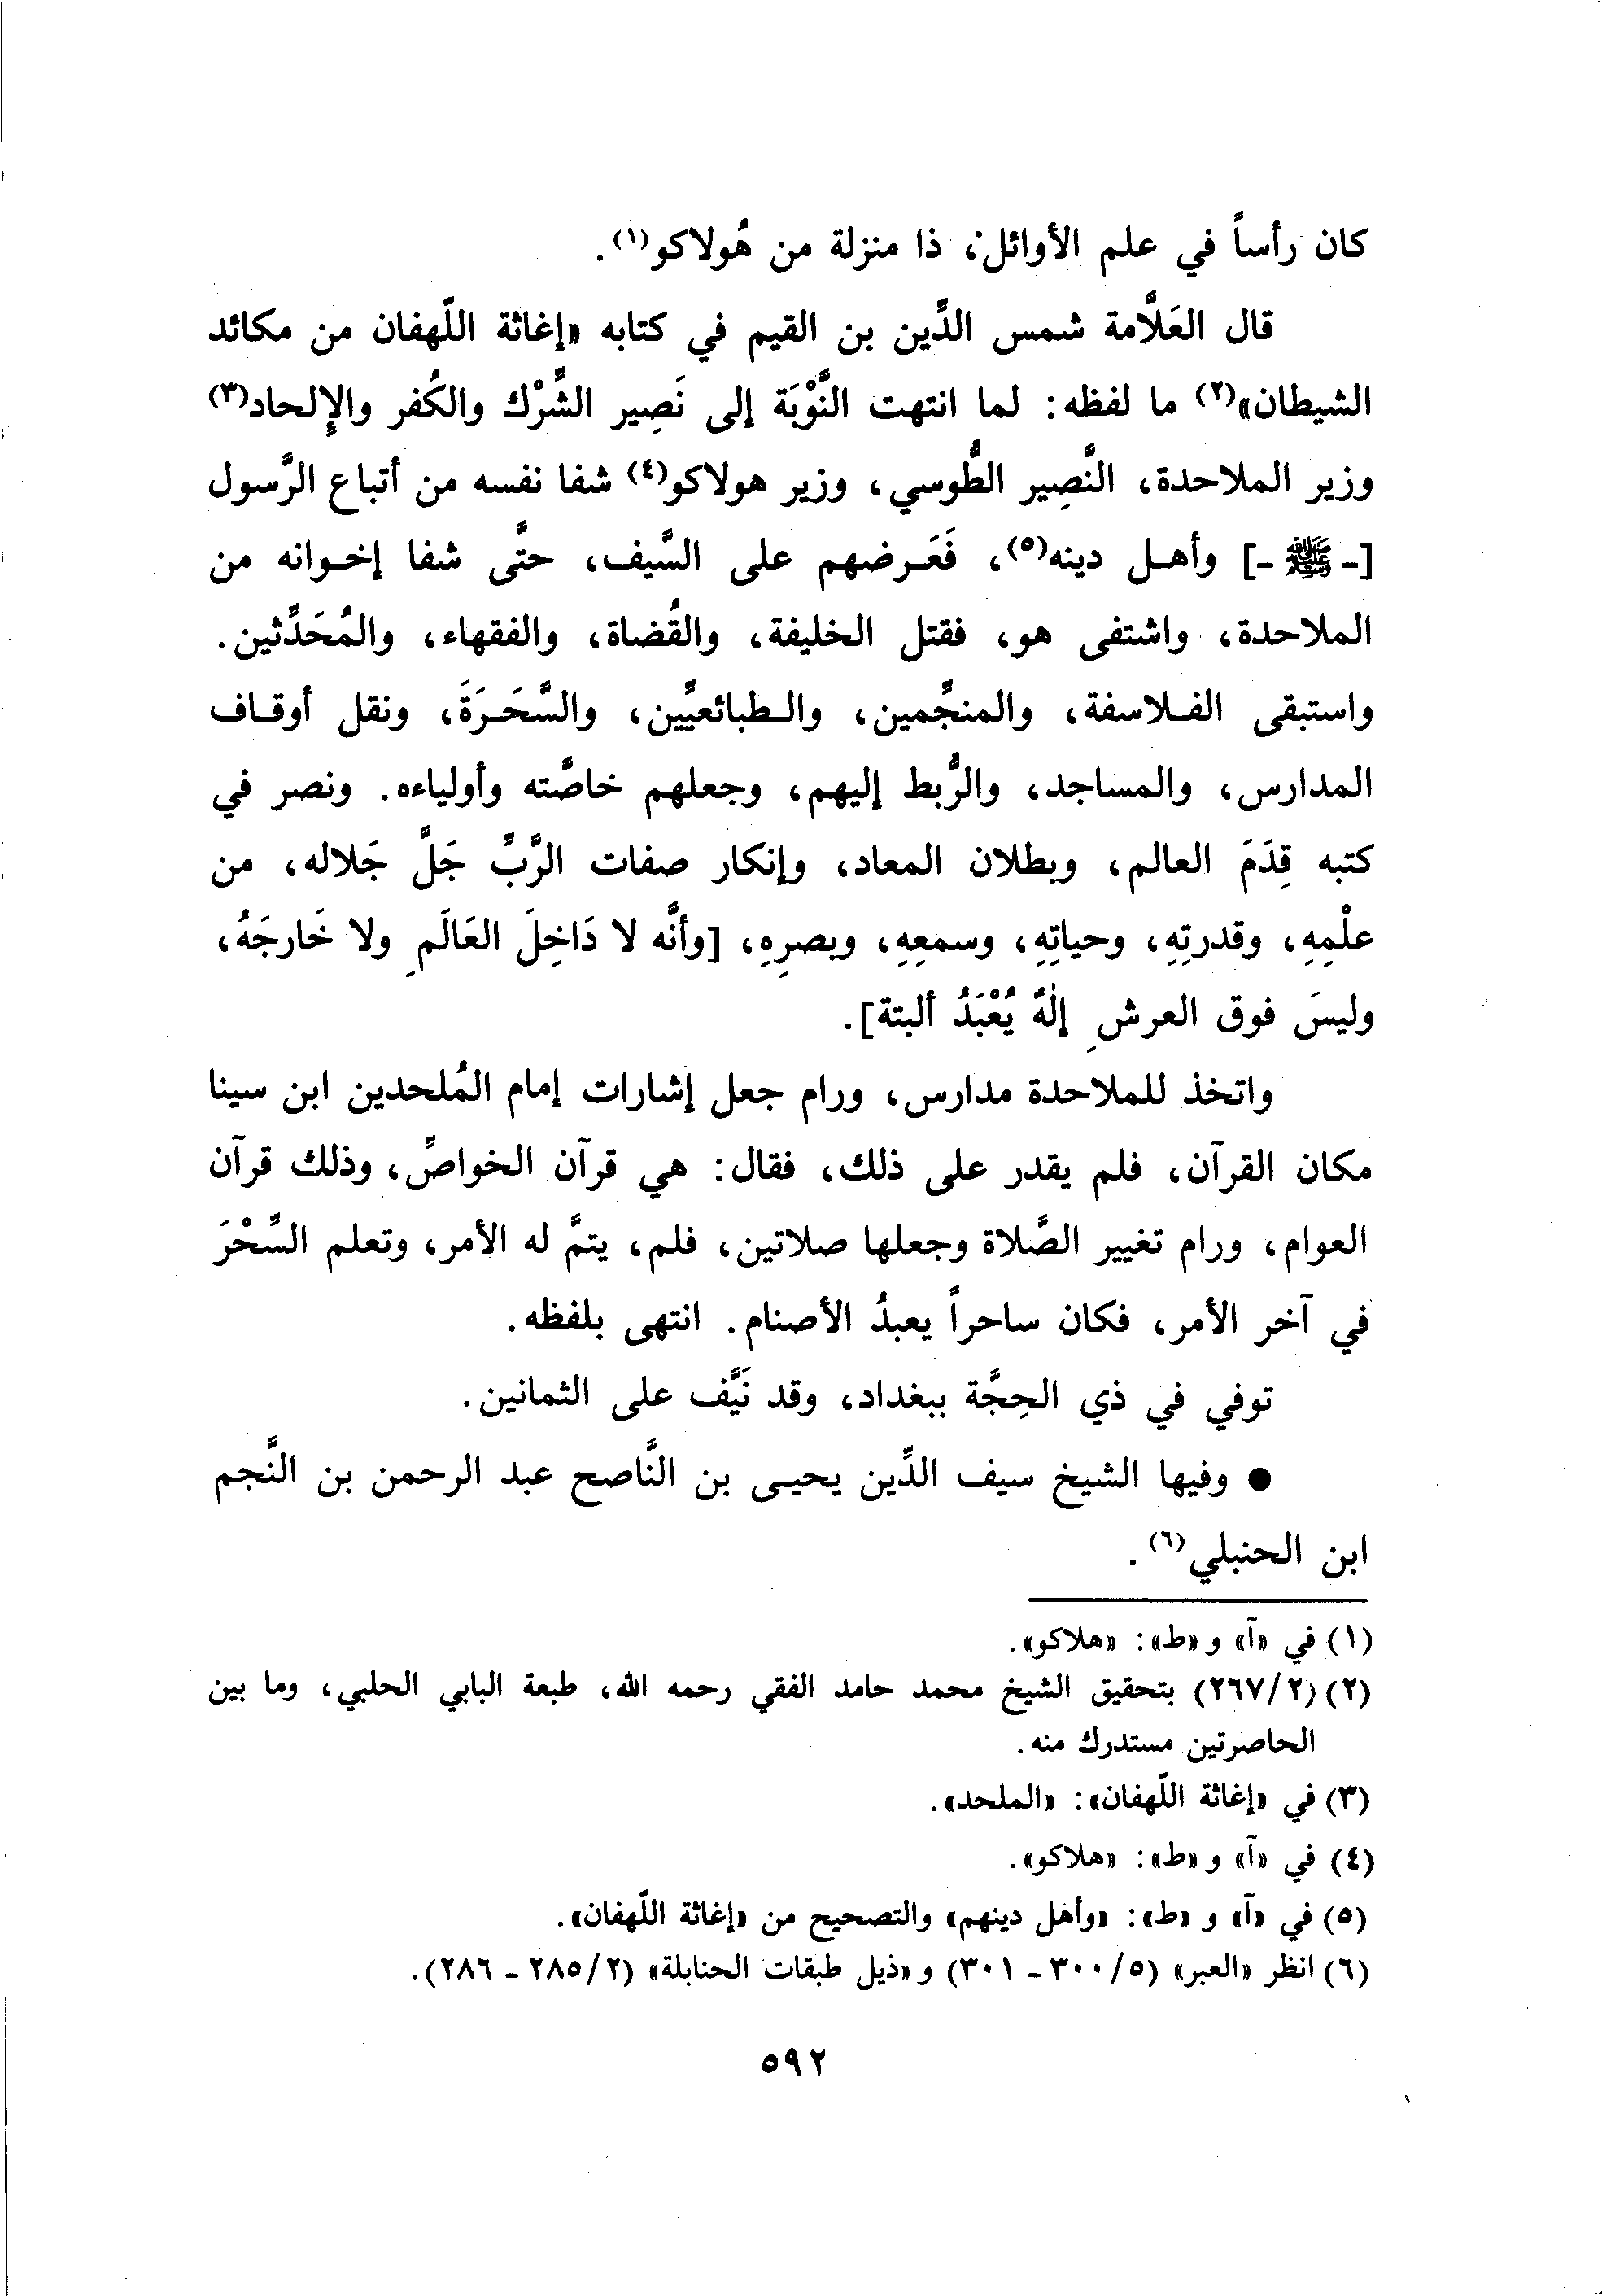 كان رأساً في علم الأوائل، ذا منزلة من هُولاكو(١).
قال العَلاَّمة شمس الدِّين بن القيم في كتابه «إغاثة اللّهفان من مكائد
الشيطان»(٢) ما لفظه: لما انتهت النَّوْبَة إلى نَصِير الشِّرْك والكُفر والإِلحاد(٣)
وزير الملاحدة، النَّصِير الطُّوسي، وزير هولاكو(٤) شفا نفسه من أتباع الرَّسول
[- ﷺ -] وأهل دينه(٥)، فَعَرضهم على السَّيف، حتَّى شفا إخوانه من
الملاحدة، واشتفى هو، فقتل الخليفة، والقُضاة، والفقهاء، والمُحَدِّثين.
واستبقى الفلاسفة، والمنجِّمين، والطبائعيِّين، والسَّحَرَةَ، ونقل أوقاف
المدارس، والمساجد، والرُّبط إليهم، وجعلهم خاصَّته وأولياءه. ونصر في
كتبه قِدَمَ العالم، وبطلان المعاد، وإنكار صفات الرَّبِّ جَلَّ جَلاله، من
علْمِهِ، وقدرتِهِ، وحياتِهِ، وسمعِهِ، وبصرِهِ، [وأنَّه لا دَاخِلَ العَالَمِ ولا خَارجَهُ،
وليسَ فوق العرشِ إلٰهٌ يُعْبَدُ ألبتة].
واتخذ للملاحدة مدارس، ورام جعل إشارات إمام المُلحدين ابن سينا
مكان القرآن، فلم يقدر على ذلك، فقال: هي قرآن الخواصِّ، وذلك قرآن
العوام، ورام تغيير الصَّلاة وجعلها صلاتين، فلم، يتمَّ له الأمر، وتعلم السِّحْرَ
في آخر الأمر، فكان ساحراً يعبدُ الأصنام. انتهى بلفظه.
توفي في ذي الحِجَّة ببغداد، وقد نَيَّف على الثمانين.
● وفيها الشيخ سيف الدِّين يحيى بن النَّاصح عبد الرحمن بن النَّجم
ابن الحنبلي(٦).
(١) في «آ» و «ط»: «هلاكو».
(٢) (٢/٢٦٧) بتحقيق الشيخ محمد حامد الفقي رحمه الله، طبعة البابي الحلبي، وما بين
الحاصرتين مستدرك منه.
(٣) في «إغاثة اللّهفان»: «الملحد».
(٤) في «آ» و «ط»: «هلاكو».
(٥) في «آ» و «ط»: «وأهل دينهم» والتصحيح من «إغاثة اللّهفان».
(٦) انظر «العبر» (٥/٣٠٠ - ٣٠١) و «ذيل طبقات الحنابلة» (٢/٢٨٥ - ٢٨٦).
٥٩٢